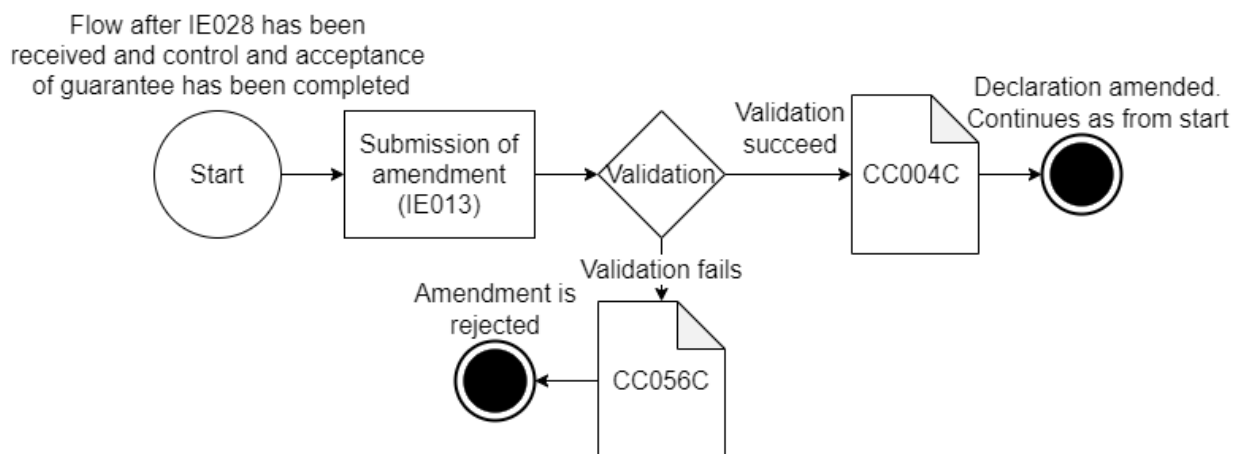 Flow after IE028 has been
received and control and acceptance
of guarantee has been completed
Start
Submission of
amendment
(IE013)
Validation
Validation
succeed
CC004C
Declaration amended.
Continues as from start
Validation fails
CC056C
Amendment is
rejected